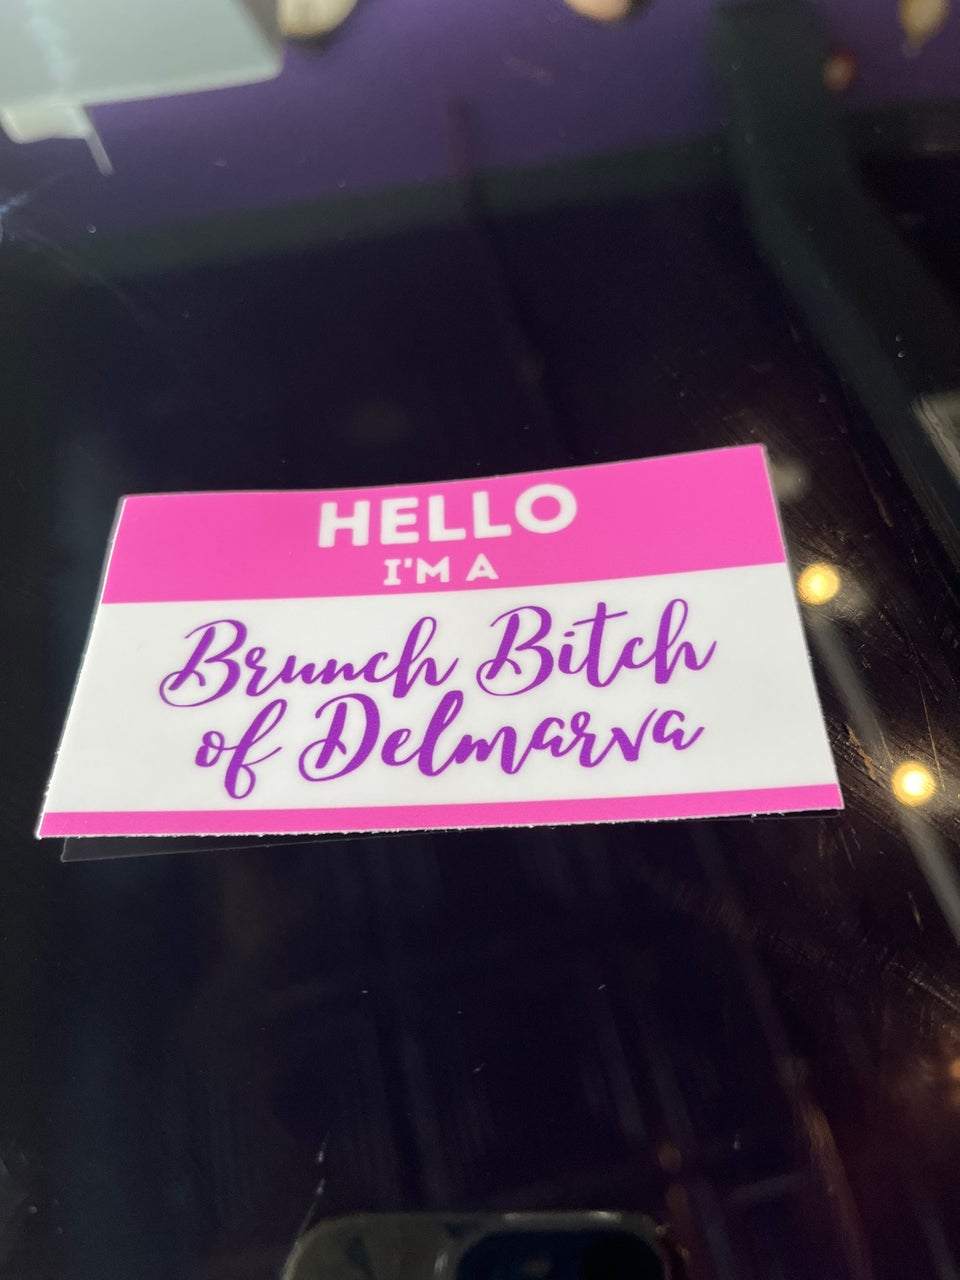 HELLO
I'M A
Brunch Bitch
of Delmarva